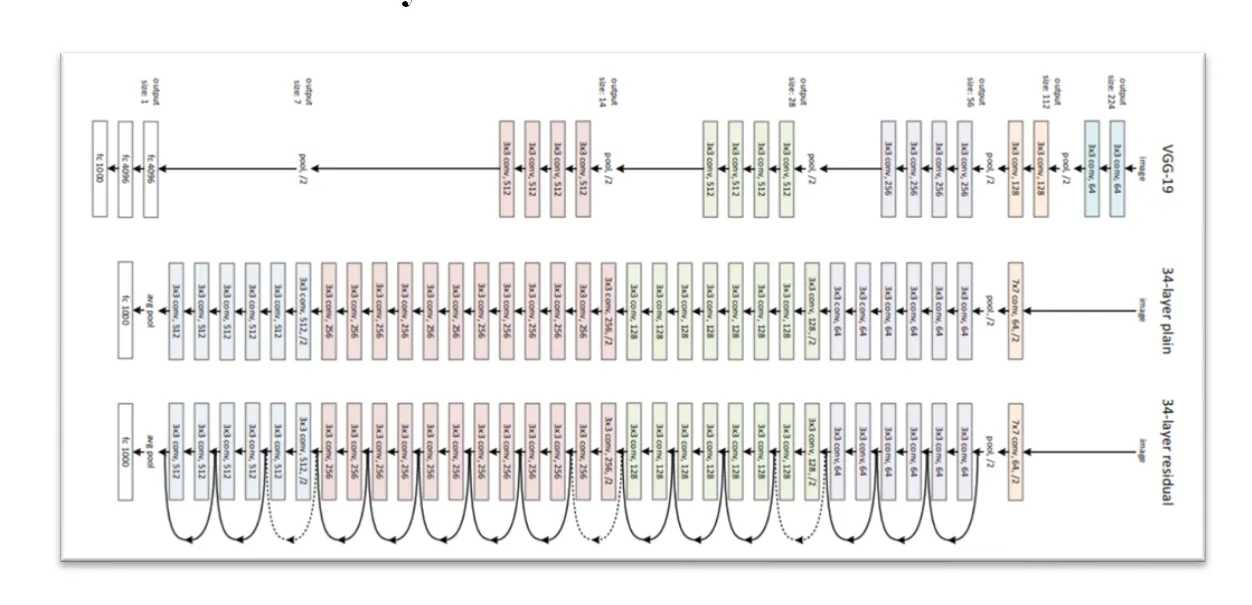 VGG-19
output
size: 224
output
size: 112
output
size: 56
output
size: 28
output
size: 14
output
size: 7
output
size: 1
image
3x3 conv, 64
3x3 conv, 64
pool, /2
3x3 conv, 128
3x3 conv, 128
pool, /2
3x3 conv, 256
3x3 conv, 256
3x3 conv, 256
3x3 conv, 256
pool, /2
3x3 conv, 512
3x3 conv, 512
3x3 conv, 512
3x3 conv, 512
pool, /2
3x3 conv, 512
3x3 conv, 512
3x3 conv, 512
3x3 conv, 512
pool, /2
fc 4096
fc 4096
fc 1000
34-layer plain
image
7x7 conv, 64, /2
pool, /2
3x3 conv, 64
3x3 conv, 64
3x3 conv, 64
3x3 conv, 64
3x3 conv, 64
3x3 conv, 64
3x3 conv, 128, /2
3x3 conv, 128
3x3 conv, 128
3x3 conv, 128
3x3 conv, 128
3x3 conv, 128
3x3 conv, 128
3x3 conv, 128
3x3 conv, 256, /2
3x3 conv, 256
3x3 conv, 256
3x3 conv, 256
3x3 conv, 256
3x3 conv, 256
3x3 conv, 256
3x3 conv, 256
3x3 conv, 256
3x3 conv, 256
3x3 conv, 256
3x3 conv, 256
3x3 conv, 512, /2
3x3 conv, 512
3x3 conv, 512
3x3 conv, 512
3x3 conv, 512
3x3 conv, 512
avg pool
fc 1000
34-layer residual
image
7x7 conv, 64, /2
pool, /2
3x3 conv, 64
3x3 conv, 64
3x3 conv, 64
3x3 conv, 64
3x3 conv, 64
3x3 conv, 64
3x3 conv, 128, /2
3x3 conv, 128
3x3 conv, 128
3x3 conv, 128
3x3 conv, 128
3x3 conv, 128
3x3 conv, 128
3x3 conv, 128
3x3 conv, 256, /2
3x3 conv, 256
3x3 conv, 256
3x3 conv, 256
3x3 conv, 256
3x3 conv, 256
3x3 conv, 256
3x3 conv, 256
3x3 conv, 256
3x3 conv, 256
3x3 conv, 256
3x3 conv, 256
3x3 conv, 512, /2
3x3 conv, 512
3x3 conv, 512
3x3 conv, 512
3x3 conv, 512
3x3 conv, 512
avg pool
fc 1000